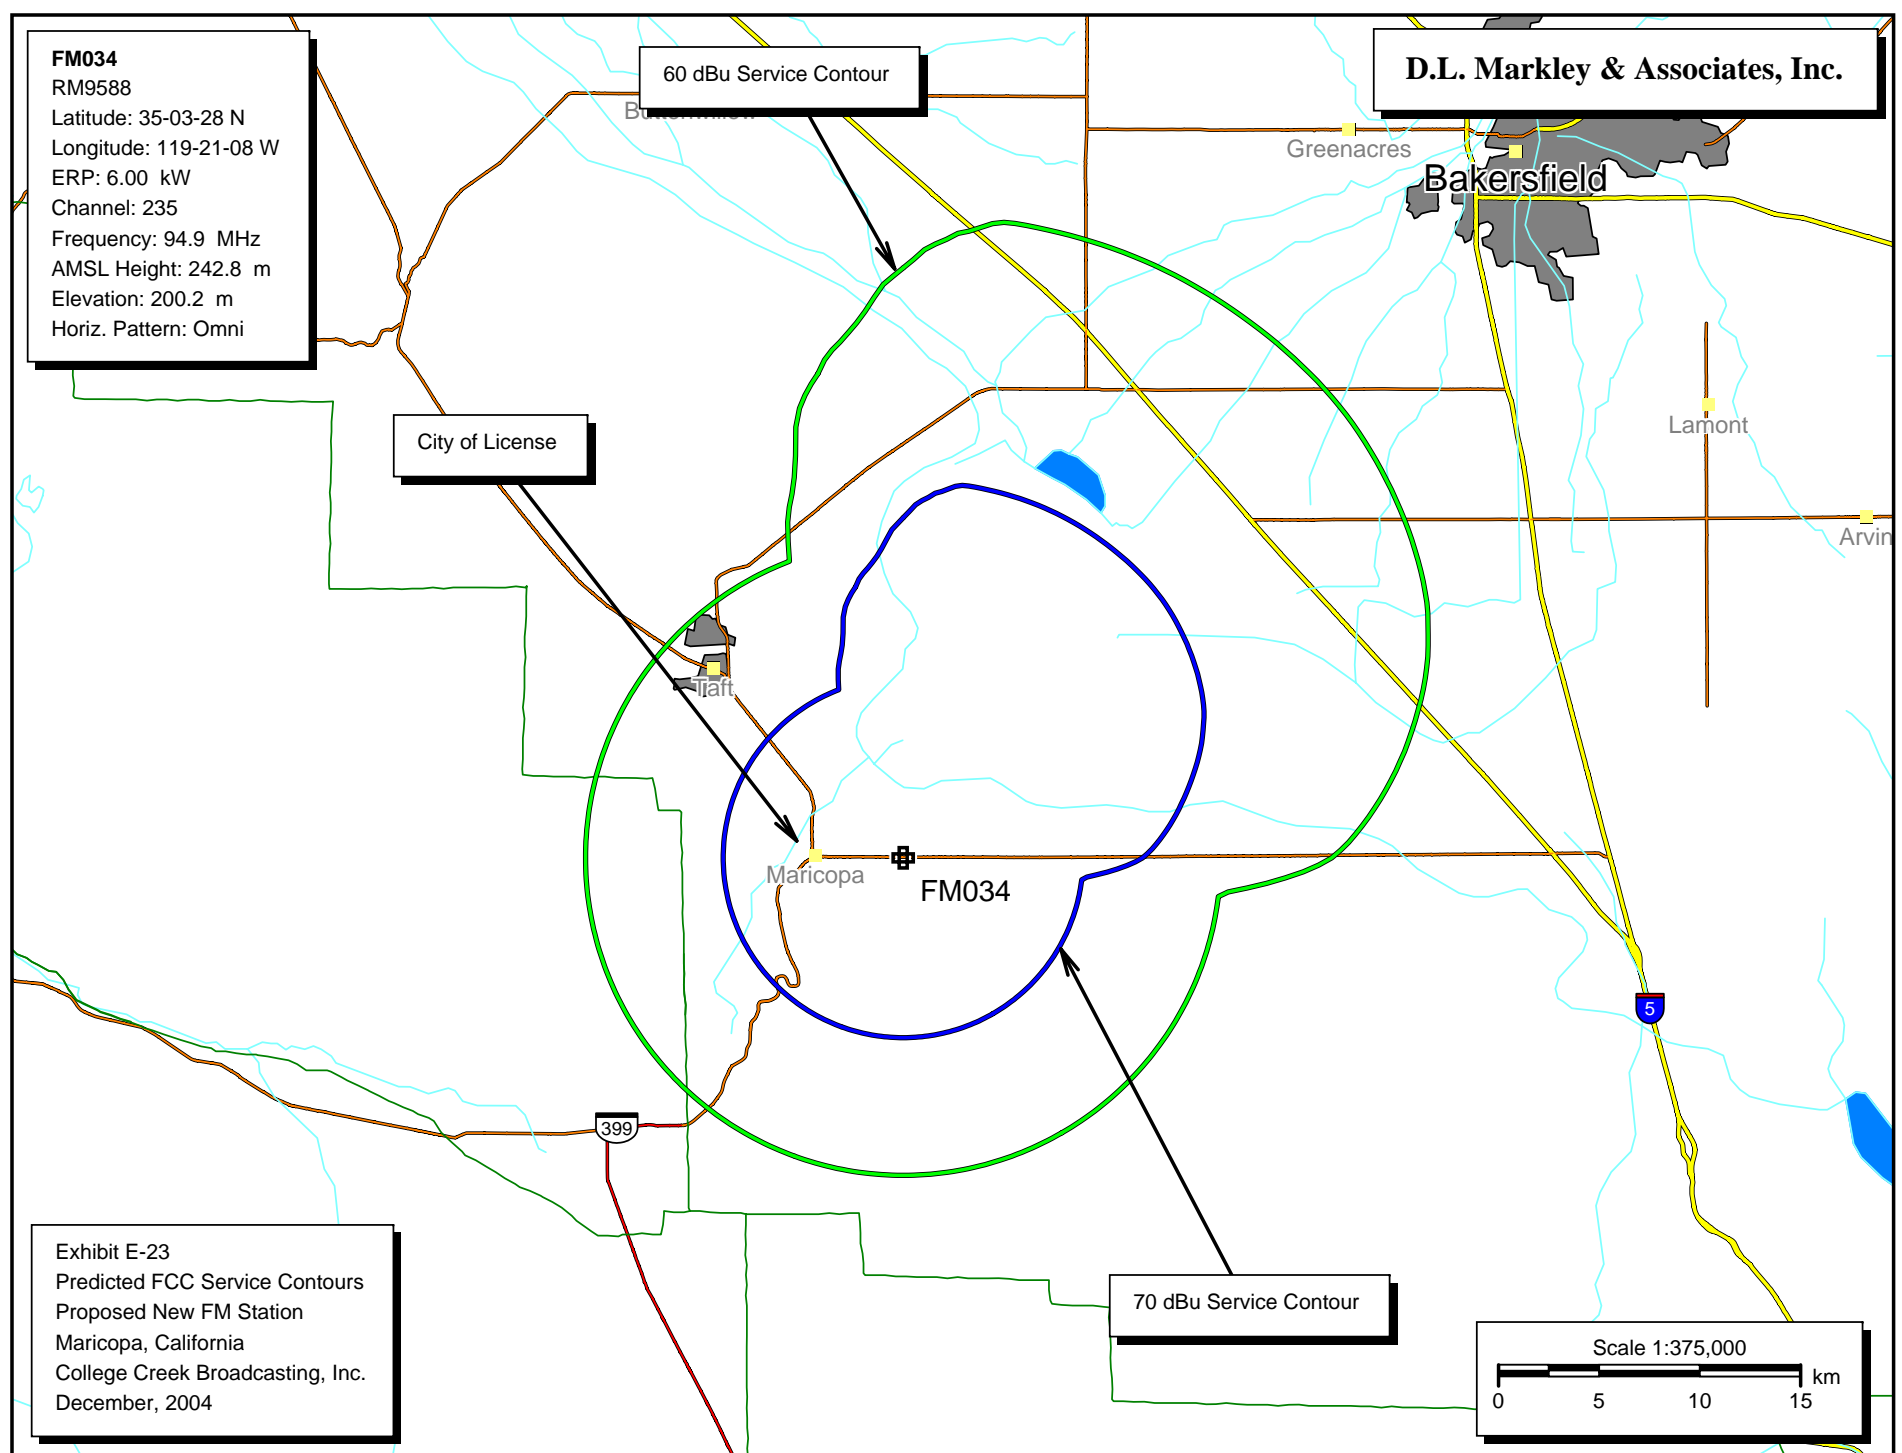 FM034
RM9588
Latitude: 35-03-28 N
Longitude: 119-21-08 W
ERP: 6.00 kW
Channel: 235
Frequency: 94.9 MHz
AMSL Height: 242.8 m
Elevation: 200.2 m
Horiz. Pattern: Omni
60 dBu Service Contour
D.L. Markley & Associates, Inc.
Greenacres
Bakersfield
City of License
Lamont
Arvin
Taft
Maricopa
FM034
5
399
Exhibit E-23
Predicted FCC Service Contours
Proposed New FM Station
Maricopa, California
College Creek Broadcasting, Inc.
December, 2004
70 dBu Service Contour
Scale 1:375,000
km
0 5 10 15